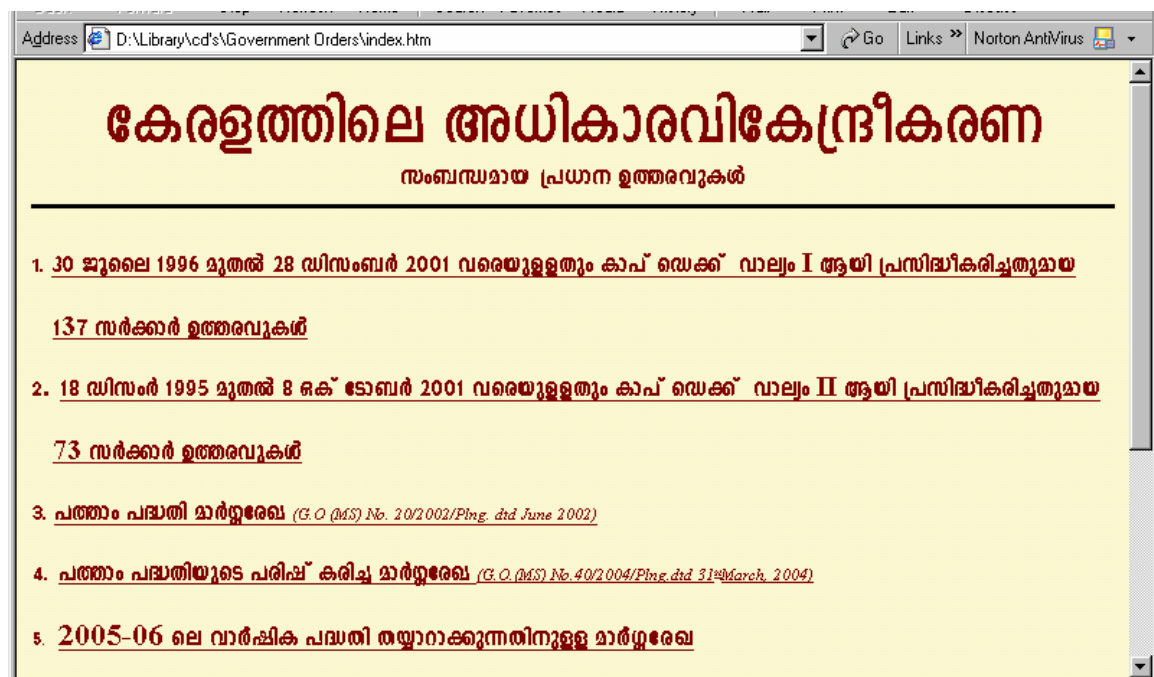 Address D:\Library\cd's\Government Orders\index.htm Go Links » Norton AntiVirus
കേരളത്തിലെ അധികാരവികേന്ദ്രീകരണ
സംബന്ധമായ പ്രധാന ഉത്തരവുകൾ
1. 30 ജൂലൈ 1996 മുതൽ 28 ഡിസംബർ 2001 വരെയുളളതും കാപ് ഡെക്ക് വാല്യം I ആയി പ്രസിദ്ധീകരിച്ചതുമായ
137 സർക്കാർ ഉത്തരവുകൾ
2. 18 ഡിസംർ 1995 മുതൽ 8 ഒക് ടോബർ 2001 വരെയുളളതും കാപ് ഡെക്ക് വാല്യം II ആയി പ്രസിദ്ധീകരിച്ചതുമായ
73 സർക്കാർ ഉത്തരവുകൾ
3. പത്താം പദ്ധതി മാർഗ്ഗരേഖ (G.O (MS) No. 20/2002/Plng. dtd June 2002)
4. പത്താം പദ്ധതിയുടെ പരിഷ് കരിച്ച മാർഗ്ഗരേഖ (G.O.(MS) No.40/2004/Plng.dtd 31stMarch, 2004)
5. 2005-06 ലെ വാർഷിക പദ്ധതി തയ്യാറാക്കുന്നതിനുളള മാർഗ്ഗരേഖ